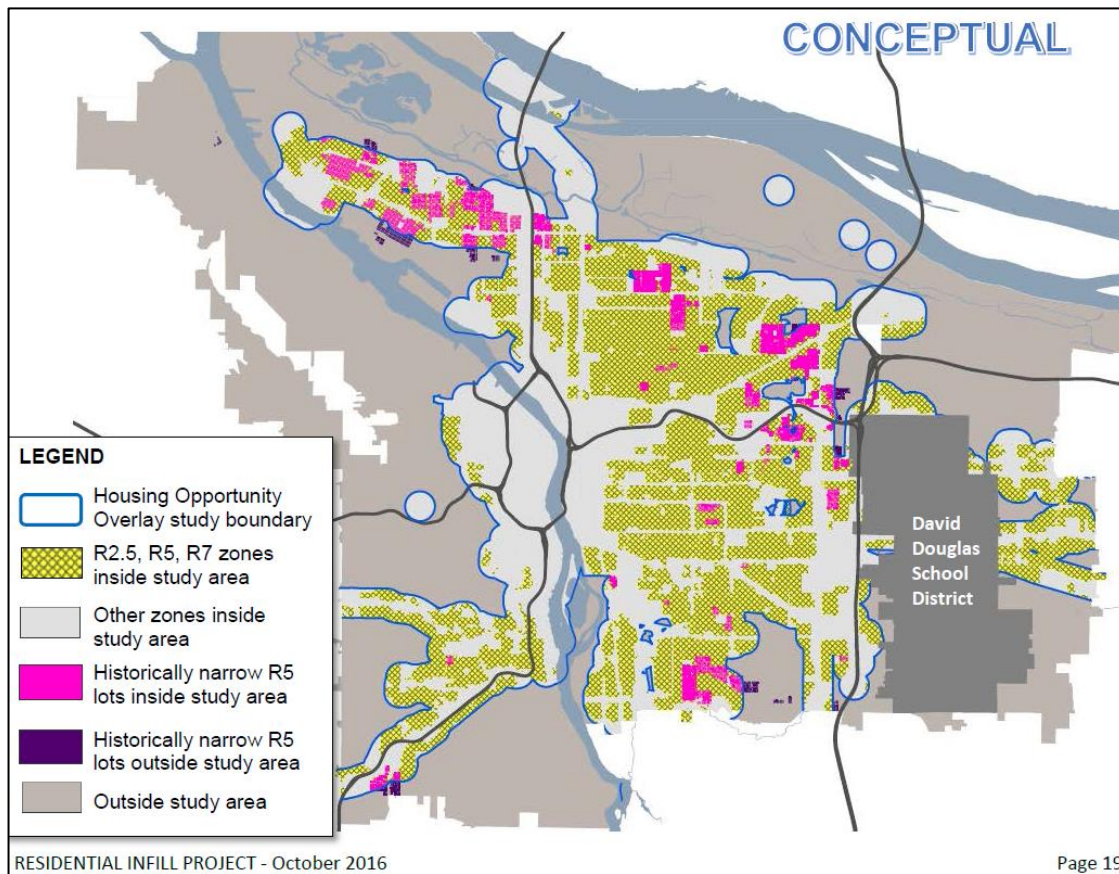 CONCEPTUAL
LEGEND
Housing Opportunity
Overlay study boundary
R2.5, R5, R7 zones
inside study area
Other zones inside
study area
Historically narrow R5
lots inside study area
Historically narrow R5
lots outside study area
Outside study area
David
Douglas
School
District
RESIDENTIAL INFILL PROJECT - October 2016
Page 19